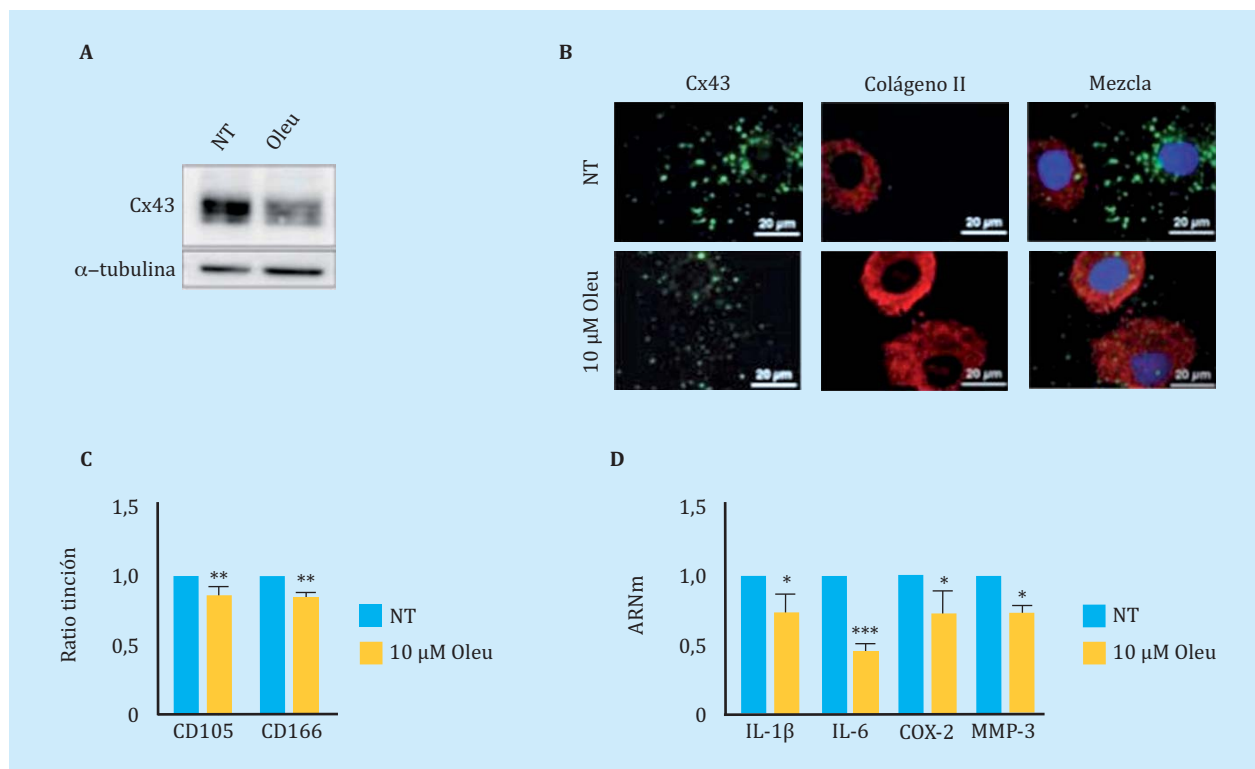 A
NT
Oleu
Cx43
α–tubulina
B
Cx43
Colágeno II
Mezcla
NT
20 µm
20 µm
20 µm
10 µM Oleu
20 µm
20 µm
20 µm
C
Ratio tinción
1,5
1,0
0,5
0
**
**
CD105
CD166
NT
10 µM Oleu
D
ARNm
1,5
1,0
0,5
0
*
***
*
*
IL-1β
IL-6
COX-2
MMP-3
NT
10 µM Oleu